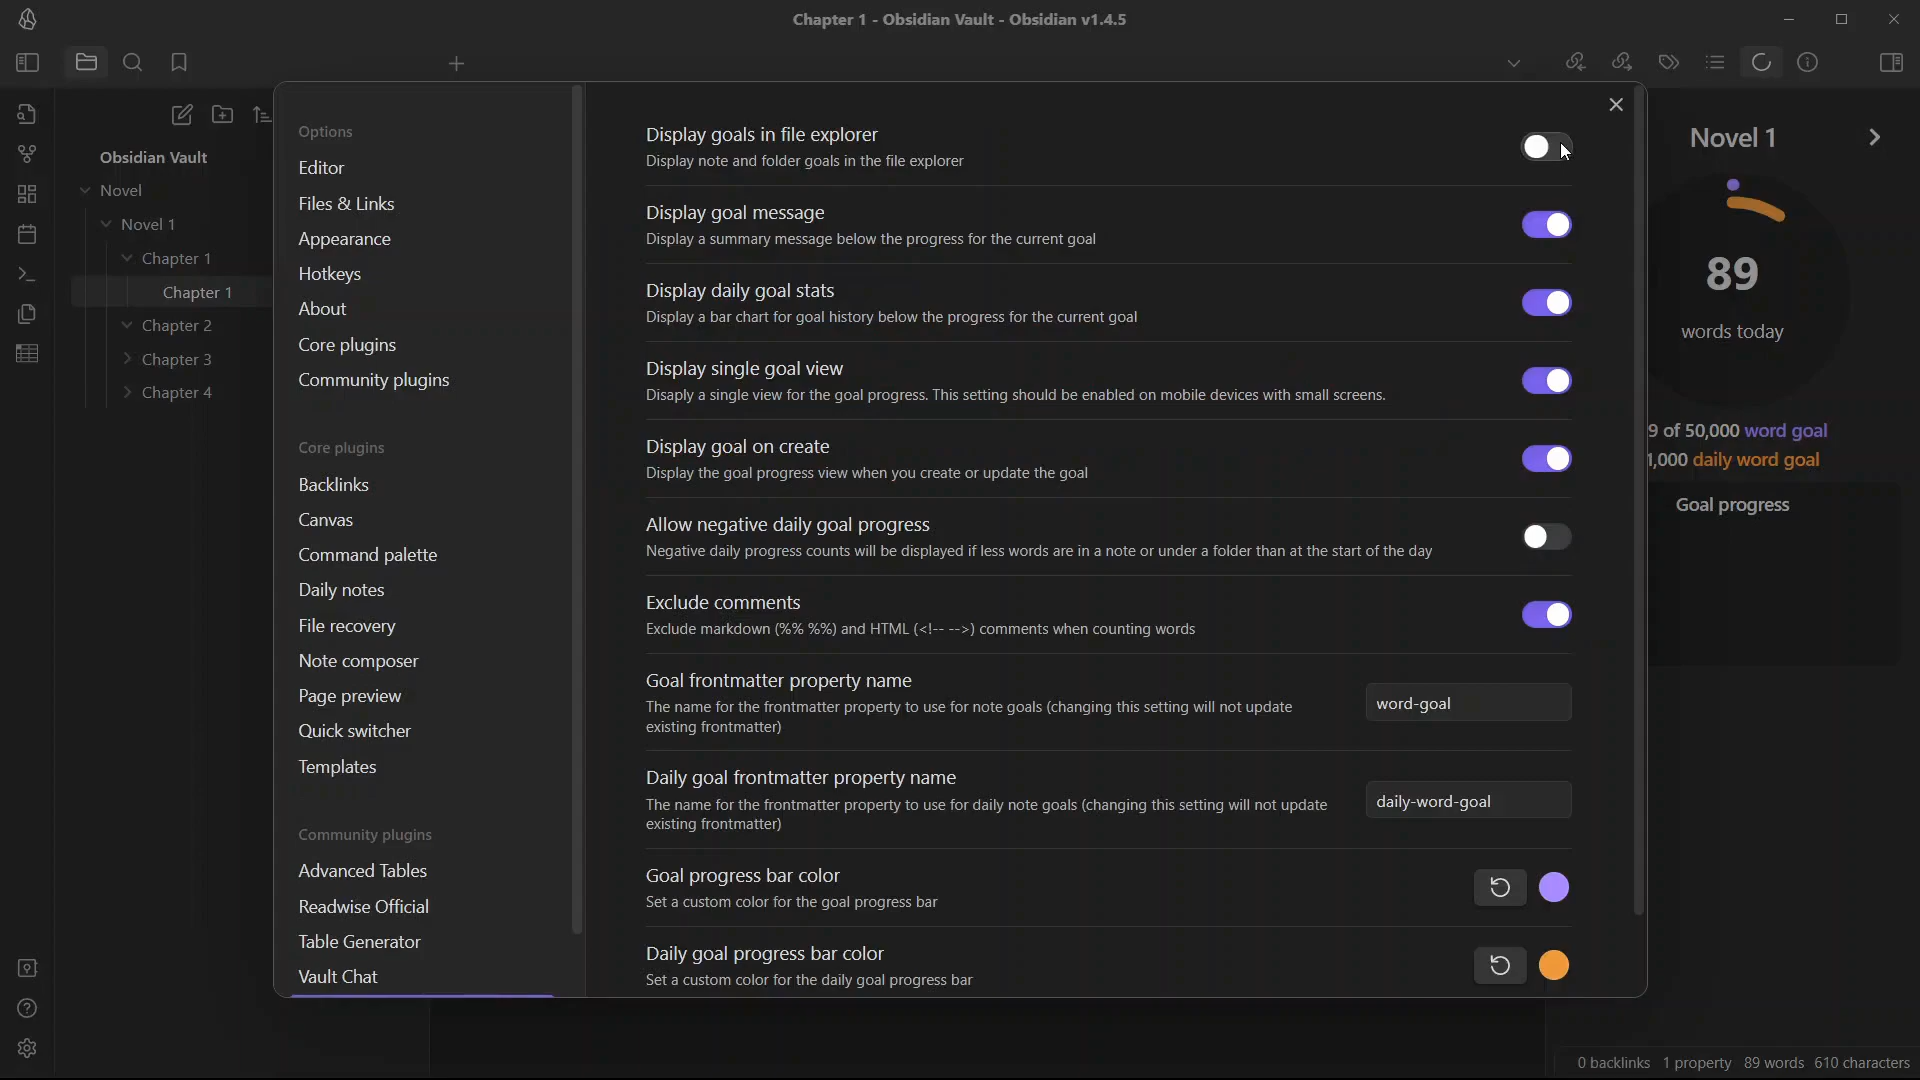 Chapter 1 - Obsidian Vault - Obsidian v1.4.5
Obsidian Vault
Novel
Novel 1
Chapter 1
Chapter 1
Chapter 2
Chapter 3
Chapter 4
Options
Editor
Files & Links
Appearance
Hotkeys
About
Core plugins
Community plugins
Core plugins
Backlinks
Canvas
Command palette
Daily notes
File recovery
Note composer
Page preview
Quick switcher
Templates
Community plugins
Advanced Tables
Readwise Official
Table Generator
Vault Chat
Display goals in file explorer
Display note and folder goals in the file explorer
Display goal message
Display a summary message below the progress for the current goal
Display daily goal stats
Display a bar chart for goal history below the progress for the current goal
Display single goal view
Disaply a single view for the goal progress. This setting should be enabled on mobile devices with small screens.
Display goal on create
Display the goal progress view when you create or update the goal
Allow negative daily goal progress
Negative daily progress counts will be displayed if less words are in a note or under a folder than at the start of the day
Exclude comments
Exclude markdown (%% %%) and HTML (<!-- -->) comments when counting words
Goal frontmatter property name
The name for the frontmatter property to use for note goals (changing this setting will not update
existing frontmatter)
word-goal
Daily goal frontmatter property name
The name for the frontmatter property to use for daily note goals (changing this setting will not update
existing frontmatter)
daily-word-goal
Goal progress bar color
Set a custom color for the goal progress bar
Daily goal progress bar color
Set a custom color for the daily goal progress bar
Novel 1
89
words today
9 of 50,000 word goal
1,000 daily word goal
Goal progress
0 backlinks 1 property 89 words 610 characters